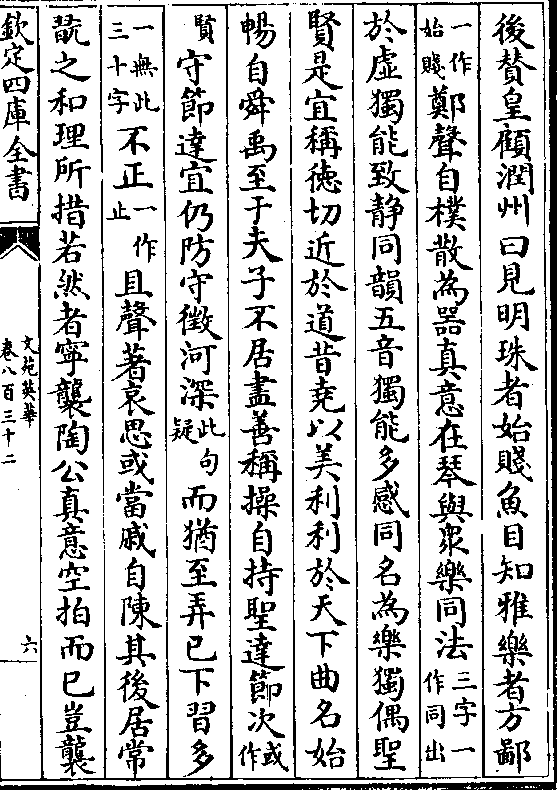 後賛皇顧潤州曰見明珠者始賤魚目知雅樂者方鄙
一作始賤鄭聲自樸散為器真意在琴與衆樂同法三字一作同出
於虛獨能致静同韻五音獨能多感同名為樂獨偶聖
賢是宜稱徳切近於道昔堯以美利利於天下曲名始
暢自舜禹至于夫子不居盡善稱操自持聖達節次或作
賢守節達宜仍防守徴河深此句疑而猶至弄已下習多
一無此三十字不正一作止且聲著哀思或當戚自陳其後居常
翫之和理所措若然者寧襲陶公真意空拍而已豈襲
欽定四庫全書
文苑英華
卷八百三十二
六